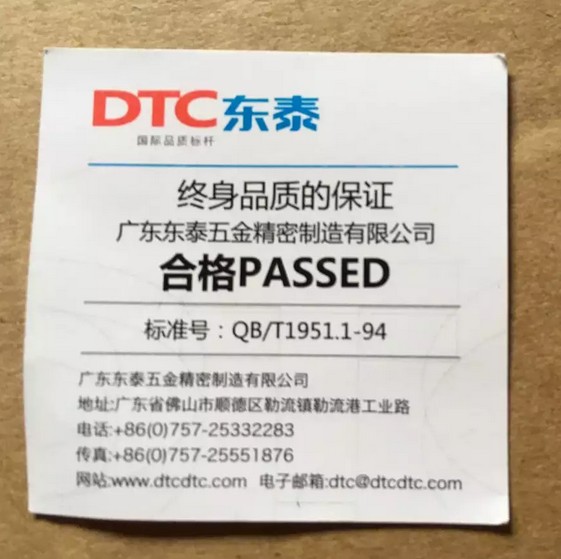 DTC东泰
国际品质标杆
终身品质的保证
广东东泰五金精密制造有限公司
合格PASSED
标准号：QB/T1951.1-94
广东东泰五金精密制造有限公司
地址:广东省佛山市顺德区勒流镇勒流港工业路
电话:+86(0)757-25332283
传真:+86(0)757-25551876
网站:www.dtcdtc.com 电子邮箱:dtc@dtcdtc.com